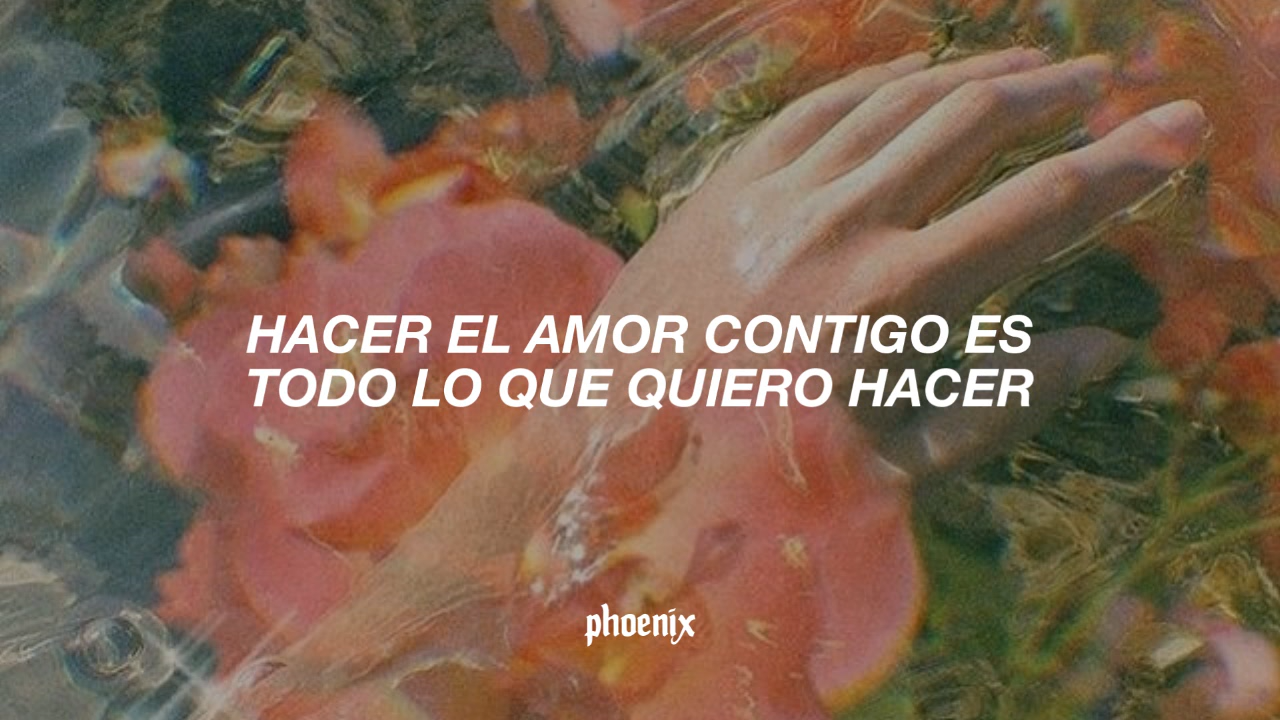 HACER EL AMOR CONTIGO ES
TODO LO QUE QUIERO HACER
phoenix